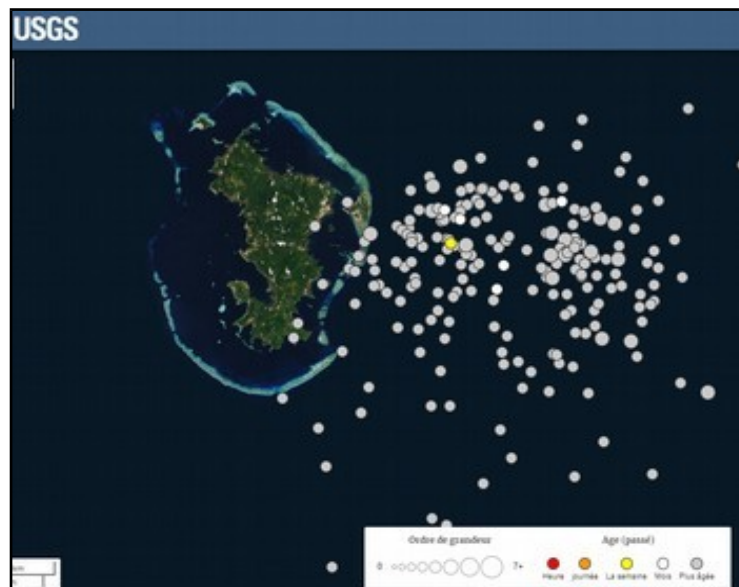 USGS
Ordre de grandeur
Age (passé)
0 7+
Heure journée La semaine Mois Plus âgée